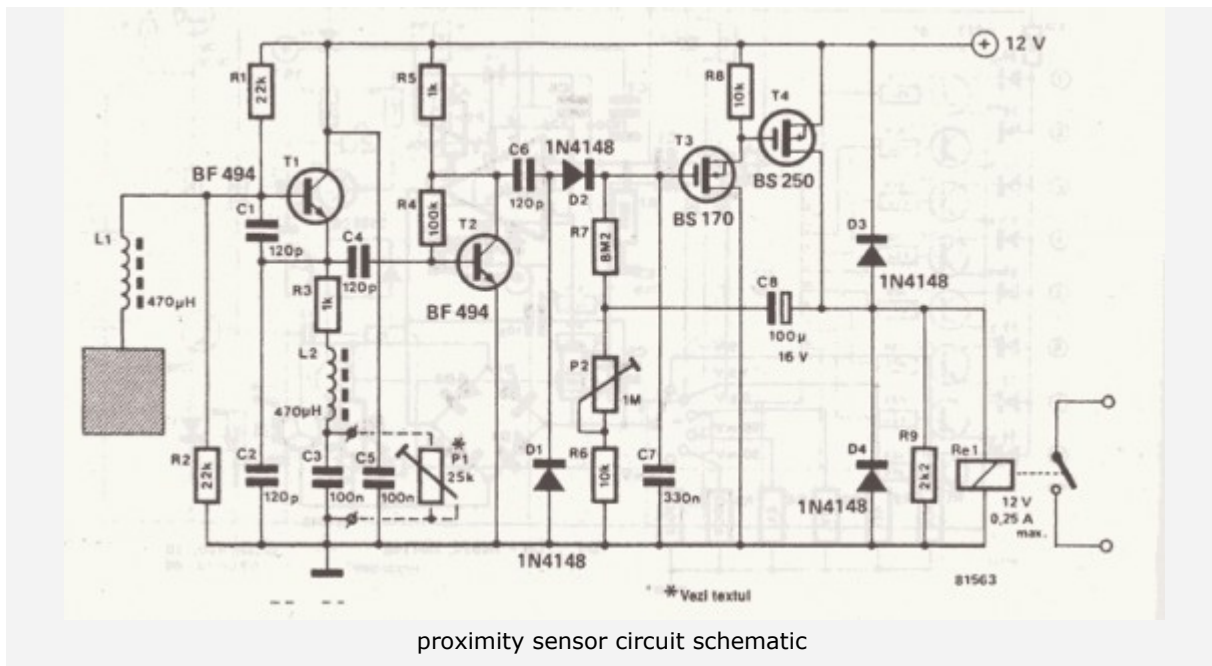 12 V
R1
22k
R5
1k
R8
10k
T4
C6
1N4148
T3
BF 494
T1
D2
120p
BS 250
C1
120p
R4
100k
T2
R7
8M2
BS 170
D3
L1
C4
120p
1N4148
470µH
R3
1k
BF 494
C8
100µ
16 V
L2
P2
1M
470µH
R2
22k
C2
120p
C3
100n
C5
100n
P1
*
25k
D1
R6
10k
C7
330n
D4
R9
2k2
Re1
1N4148
12 V
0,25 A
max.
1N4148
81563
* Vezi textul
proximity sensor circuit schematic